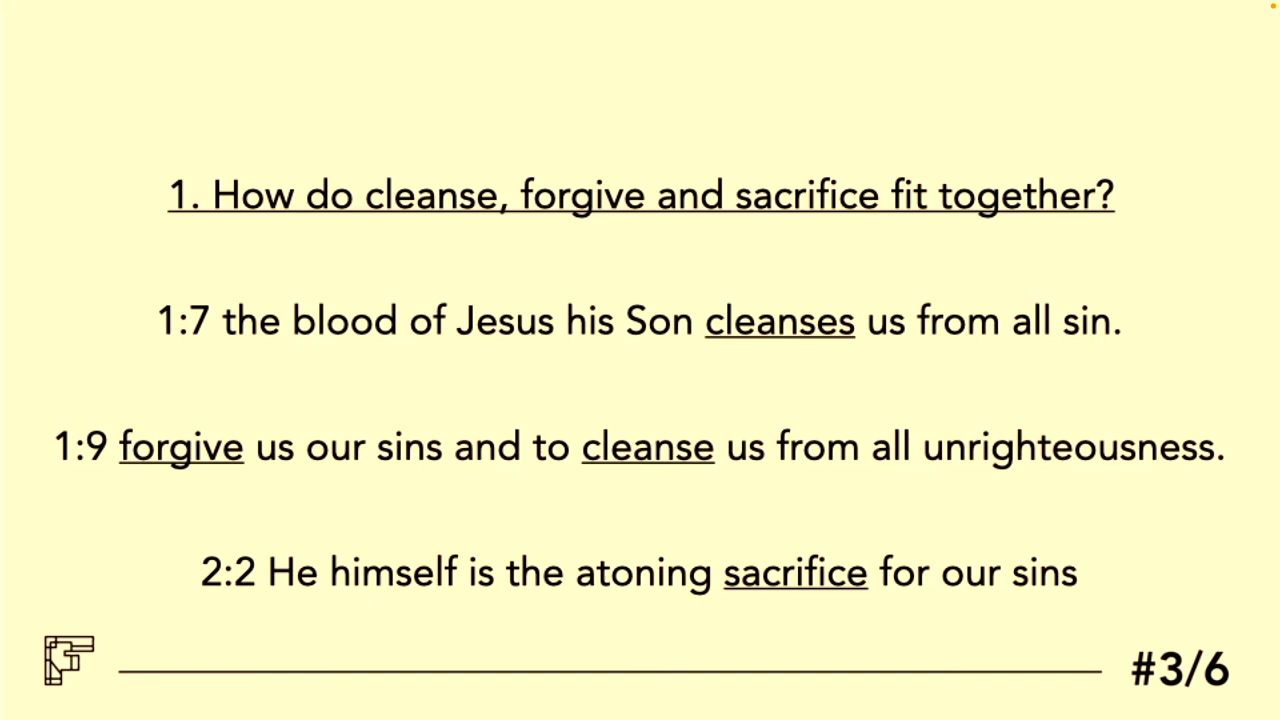 1. How do cleanse, forgive and sacrifice fit together?
1:7 the blood of Jesus his Son cleanses us from all sin.
1:9 forgive us our sins and to cleanse us from all unrighteousness.
2:2 He himself is the atoning sacrifice for our sins
#3/6